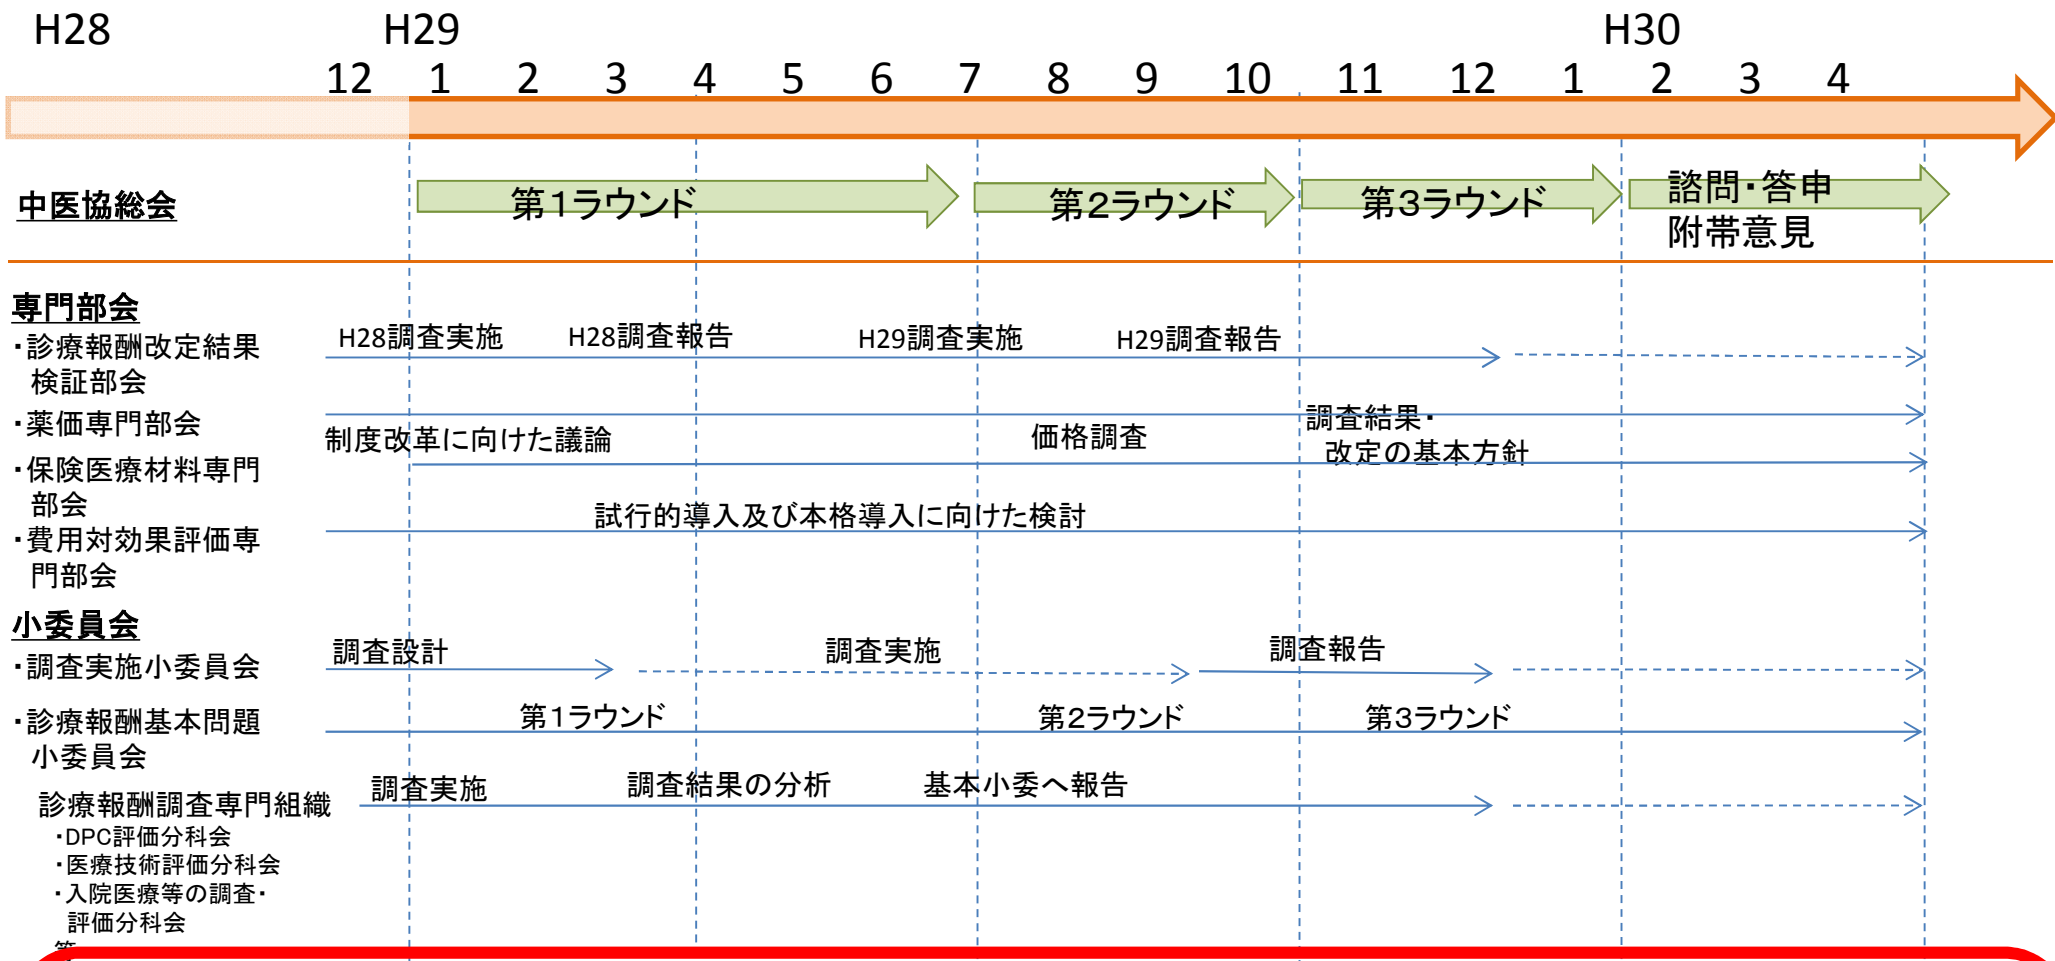 H28 H29 H30
12 1 2 3 4 5 6 7 8 9 10 11 12 1 2 3 4
中医協総会
第1ラウンド
第2ラウンド
第3ラウンド
諮問・答申
附帯意見
専門部会
・診療報酬改定結果
検証部会
H28調査実施 H28調査報告 H29調査実施 H29調査報告
・薬価専門部会
制度改革に向けた議論 価格調査
調査結果・
改定の基本方針
・保険医療材料専門
部会
試行的導入及び本格導入に向けた検討
・費用対効果評価専
門部会
小委員会
・調査実施小委員会
調査設計 調査実施 調査報告
・診療報酬基本問題
小委員会
第1ラウンド 第2ラウンド 第3ラウンド
診療報酬調査専門組織
調査実施 調査結果の分析 基本小委へ報告
・DPC評価分科会
・医療技術評価分科会
・入院医療等の調査・
評価分科会